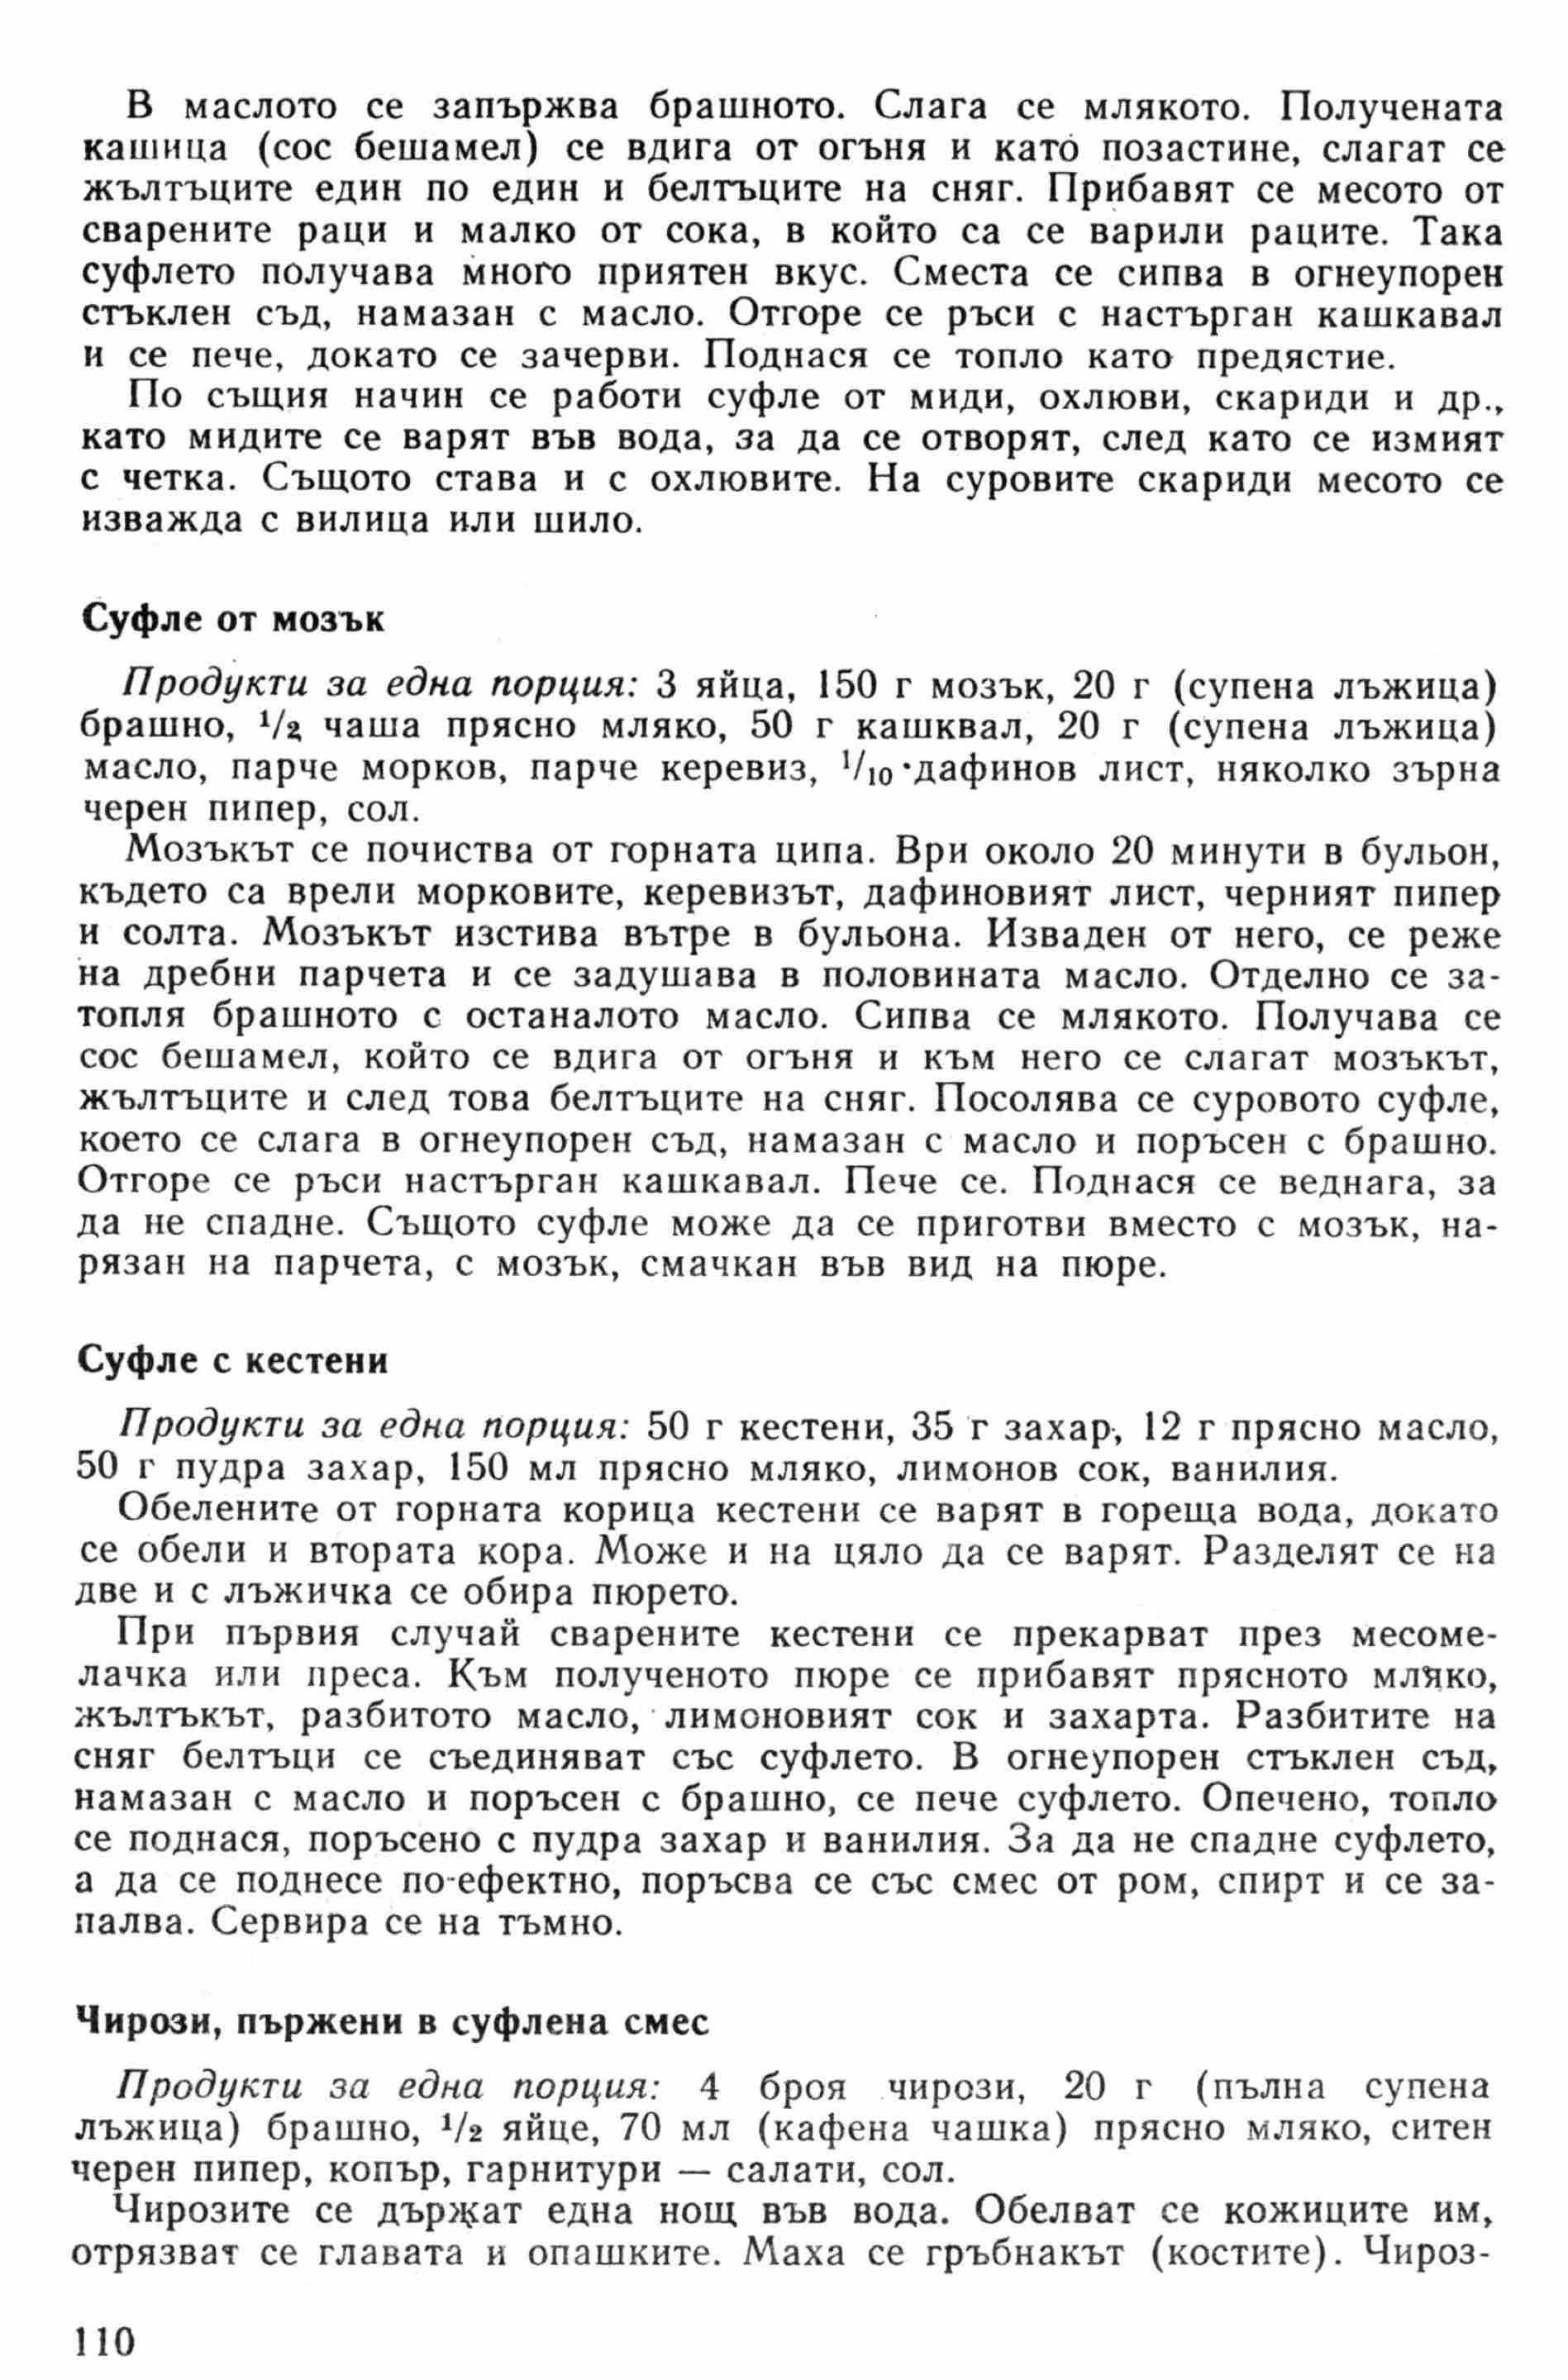 В маслото се запържва брашното. Слага се млякото. Получената
кашица (сос бешамел) се вдига от огъня и като позастине, слагат се
жълтъците един по един и белтъците на сняг. Прибавят се месото от
сварените раци и малко от сока, в който са се варили раците. Така
суфлето получава много приятен вкус. Сместа се сипва в огнеупорен
стъклен съд, намазан с масло. Отгоре се ръси с настърган кашкавал
и се пече, докато се зачерви. Поднася се топло като предястие.
По същия начин се работи суфле от миди, охлюви, скариди и др.,
като мидите се варят във вода, за да се отворят, след като се измият
с четка. Същото става и с охлювите. На суровите скариди месото се
изважда с вилица или шило.
Суфле от мозък
Продукти за една порция: 3 яйца, 150 г мозък, 20 г (супена лъжица)
брашно, 1/2 чаша прясно мляко, 50 г кашквал, 20 г (супена лъжица)
масло, парче морков, парче керевиз, 1/10 дафинов лист, няколко зърна
черен пипер, сол.
Мозъкът се почиства от горната ципа. Ври около 20 минути в бульон,
където са врели морковите, керевизът, дафиновият лист, черният пипер
и солта. Мозъкът изстива вътре в бульона. Изваден от него, се реже
на дребни парчета и се задушава в половината масло. Отделно се за-
топля брашното с останалото масло. Сипва се млякото. Получава се
сос бешамел, който се вдига от огъня и към него се слагат мозъкът,
жълтъците и след това белтъците на сняг. Посолява се суровото суфле,
което се слага в огнеупорен съд, намазан с масло и поръсен с брашно.
Отгоре се ръси настърган кашкавал. Пече се. Поднася се веднага, за
да не спадне. Същото суфле може да се приготви вместо с мозък, на-
рязан на парчета, с мозък, смачкан във вид на пюре.
Суфле с кестени
Продукти за една порция: 50 г кестени, 35 г захар, 12 г прясно масло,
50 г пудра захар, 150 мл прясно мляко, лимонов сок, ванилия.
Обелените от горната корица кестени се варят в гореща вода, докато
се обели и втората кора. Може и на цяло да се варят. Разделят се на
две и с лъжичка се обира пюрето.
При първия случай сварените кестени се прекарват през месоме-
лачка или преса. Към полученото пюре се прибавят прясното мляко,
жълтъкът, разбитото масло, лимоновият сок и захарта. Разбитите на
сняг белтъци се съединяват със суфлето. В огнеупорен стъклен съд,
намазан с масло и поръсен с брашно, се пече суфлето. Опечено, топло
се поднася, поръсено с пудра захар и ванилия. За да не спадне суфлето,
а да се поднесе по-ефектно, поръсва се със смес от ром, спирт и се за-
палва. Сервира се на тъмно.
Чирози, пържени в суфлена смес
Продукти за една порция: 4 броя чирози, 20 г (пълна супена
лъжица) брашно, 1/2 яйце, 70 мл (кафена чашка) прясно мляко, ситен
черен пипер, копър, гарнитури — салати, сол.
Чирозите се държат една нощ във вода. Обелват се кожиците им,
отрязват се главата и опашките. Маха се гръбнакът (костите). Чироз-
110